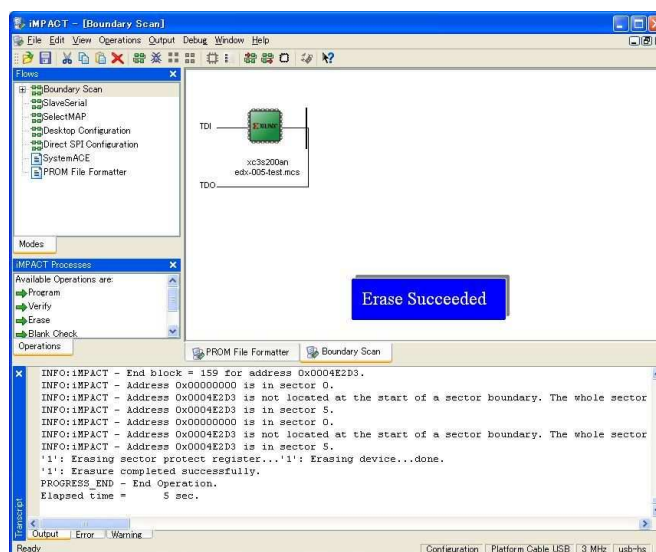 iMPACT - [Boundary Scan]
File Edit View Operations Output Debug Window Help
Flows
Boundary Scan
SlaveSerial
SelectMAP
Desktop Configuration
Direct SPI Configuration
SystemACE
PROM File Formatter
Modes
iMPACT Processes
Available Operations are:
Program
Verify
Erase
Blank Check
Operations
TDI
XILINX
xc3s200an
edx-005-test.mcs
TDO
Erase Succeeded
PROM File Formatter
Boundary Scan
INFO:iMPACT - End block = 159 for address 0x0004E2D3.
INFO:iMPACT - Address 0x00000000 is in sector 0.
INFO:iMPACT - Address 0x0004E2D3 is not located at the start of a sector boundary. The whole sector
INFO:iMPACT - Address 0x0004E2D3 is in sector 5.
INFO:iMPACT - Address 0x00000000 is in sector 0.
INFO:iMPACT - Address 0x0004E2D3 is not located at the start of a sector boundary. The whole sector
INFO:iMPACT - Address 0x0004E2D3 is in sector 5.
'1': Erasing sector protect register...'1': Erasing device...done.
'1': Erasure completed successfully.
PROGRESS_END - End Operation.
Elapsed time =      5 sec.
Transcript
Output Error Warning
Ready
Configuration Platform Cable USB 3 MHz usb-hs